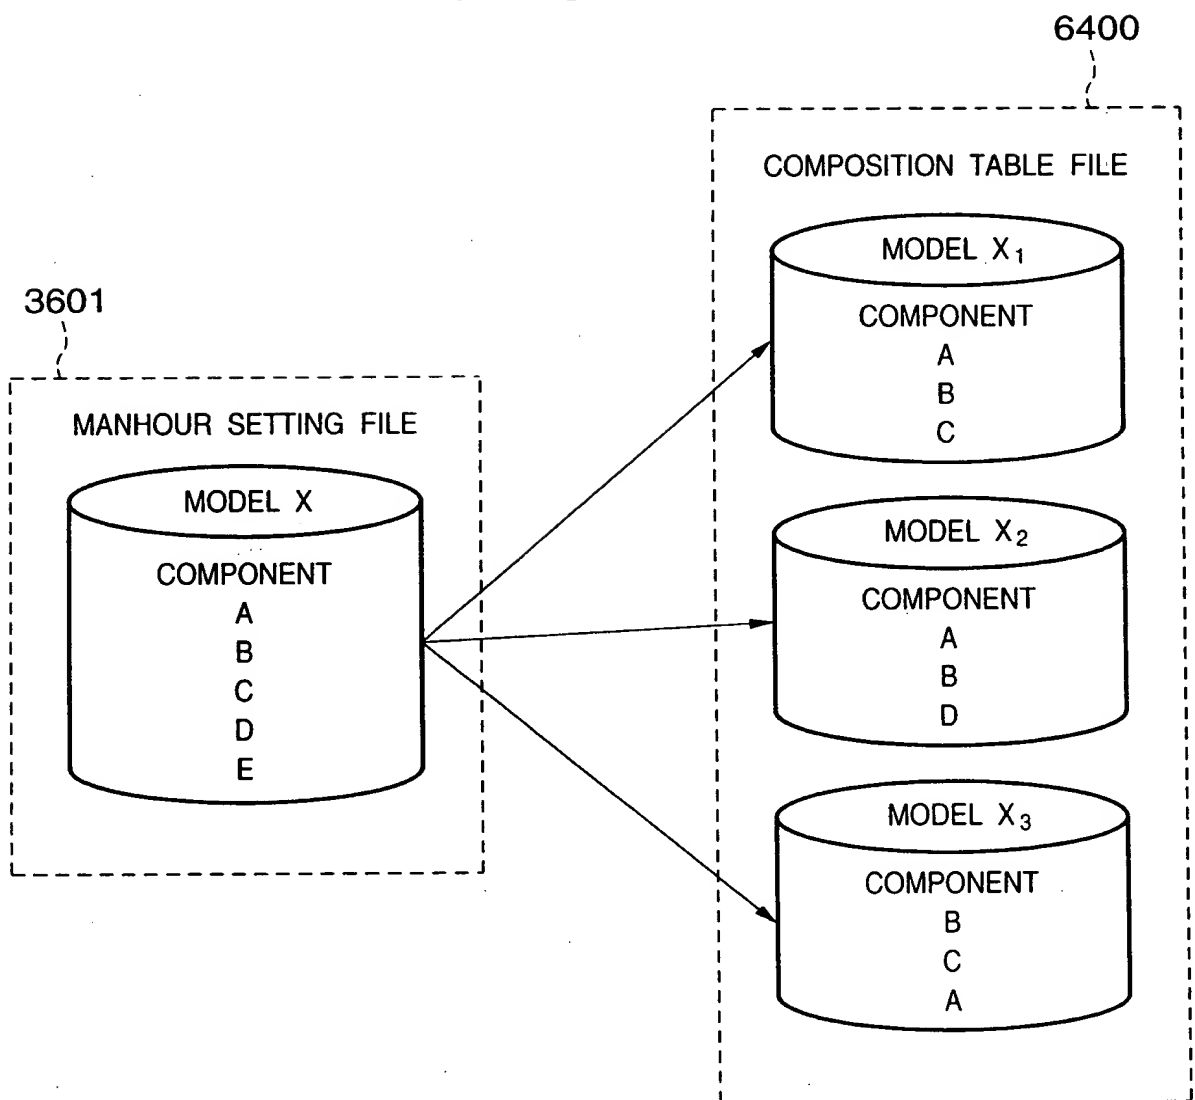 6400
COMPOSITION TABLE FILE
MODEL X₁
COMPONENT
A
B
C
MODEL X₂
COMPONENT
A
B
D
MODEL X₃
COMPONENT
B
C
A
3601
MANHOUR SETTING FILE
MODEL X
COMPONENT
A
B
C
D
E